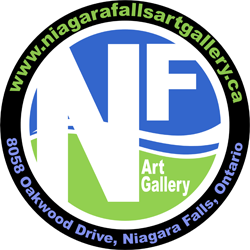 www.niagarafallsartgallery.ca
NF
Art
Gallery
8058 Oakwood Drive, Niagara Falls, Ontario